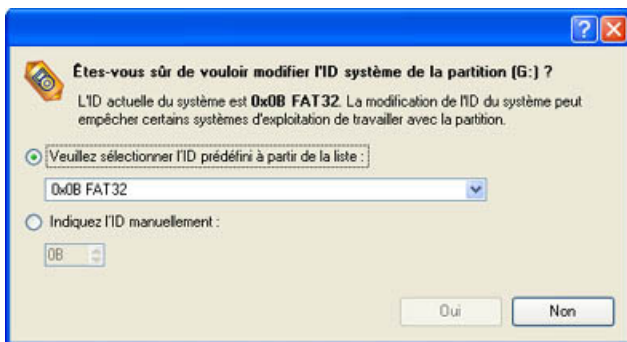 Êtes-vous sûr de vouloir modifier l'ID système de la partition (G:) ?
L'ID actuelle du système est 0x0B FAT32. La modification de l'ID du système peut
empêcher certains systèmes d'exploitation de travailler avec la partition.
Veuillez sélectionner l'ID prédéfini à partir de la liste :
0x0B FAT32
Indiquez l'ID manuellement :
0B
Oui Non